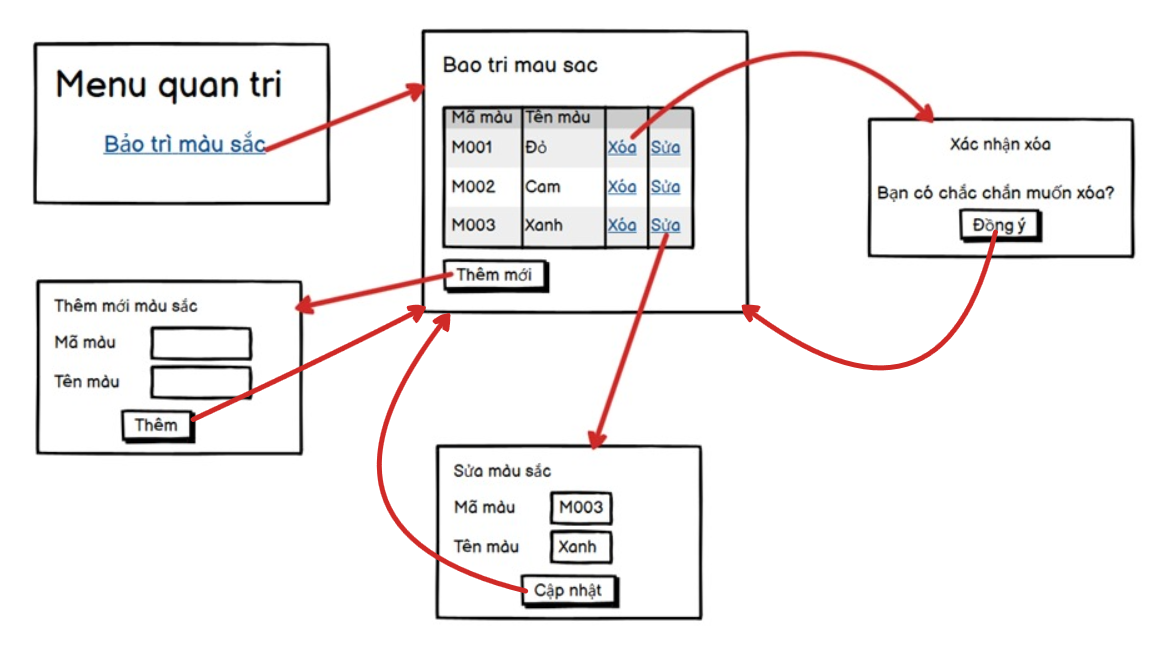 Menu quan tri
Bảo trì màu sắc
Bao tri mau sac
Mã màu Tên màu
M001 Đỏ Xóa Sửa
M002 Cam Xóa Sửa
M003 Xanh Xóa Sửa
Thêm mới
Xác nhận xóa
Bạn có chắc chắn muốn xóa?
Đồng ý
Thêm mới màu sắc
Mã màu
Tên màu
Thêm
Sửa màu sắc
Mã màu M003
Tên màu Xanh
Cập nhật